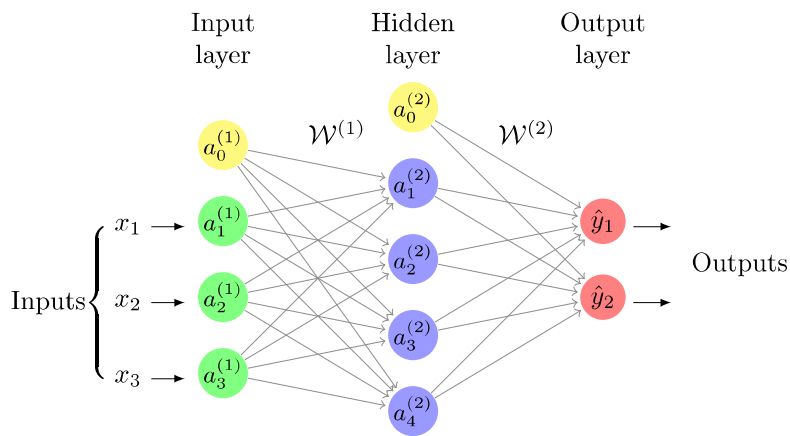 Input
layer
Hidden
layer
Output
layer
𝒲^(1)
𝒲^(2)
a_0^(1)
a_1^(1)
a_2^(1)
a_3^(1)
a_0^(2)
a_1^(2)
a_2^(2)
a_3^(2)
a_4^(2)
ŷ_1
ŷ_2
Inputs
x_1
x_2
x_3
Outputs